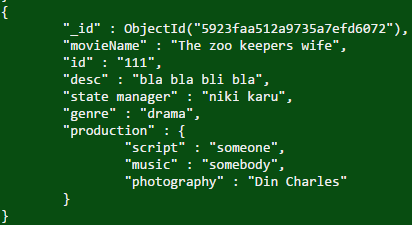 {
"_id" : ObjectId("5923faa512a9735a7efd6072"),
"movieName" : "The zoo keepers wife",
"id" : "111",
"desc" : "bla bla bli bla",
"state manager" : "niki karu",
"genre" : "drama",
"production" : {
"script" : "someone",
"music" : "somebody",
"photography" : "Din Charles"
}
}